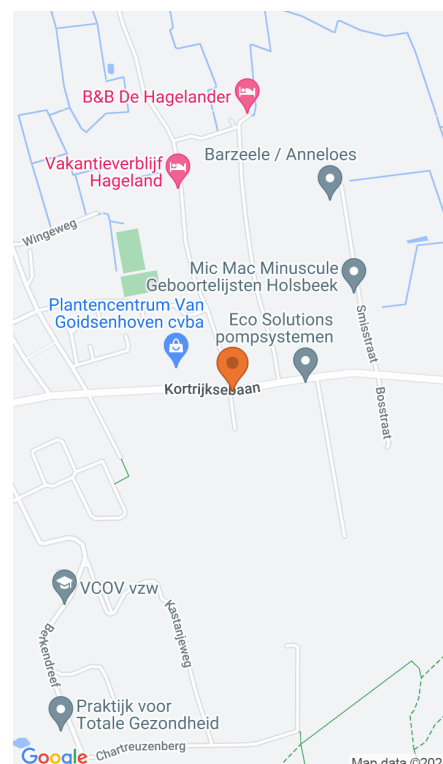 B&B De Hagelander
Barzeele / Anneloes
Vakantieverblijf
Hageland
Wingeweg
Mic Mac Minuscule
Geboortelijsten Holsbeek
Plantencentrum Van
Goidsenhoven cvba
Eco Solutions
pompsystemen
Smisstraat
Kortrijksebaan
Bosstraat
VCOV vzw
Kastanjeweg
Berkendreef
Praktijk voor
Totale Gezondheid
Chartreuzenberg
Google
Map data ©202